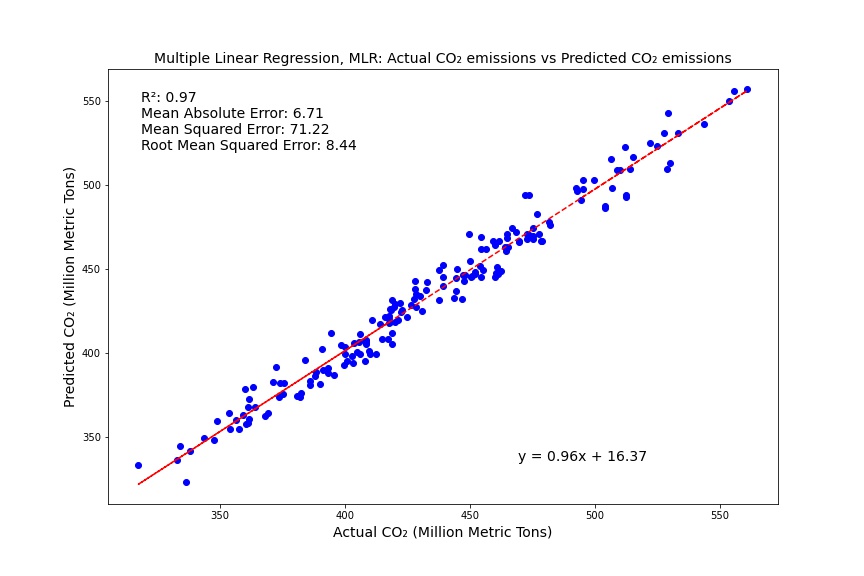 Multiple Linear Regression, MLR: Actual CO₂ emissions vs Predicted CO₂ emissions
R²: 0.97
Mean Absolute Error: 6.71
Mean Squared Error: 71.22
Root Mean Squared Error: 8.44
Predicted CO₂ (Million Metric Tons)
550
500
450
400
350
y = 0.96x + 16.37
350 400 450 500 550
Actual CO₂ (Million Metric Tons)